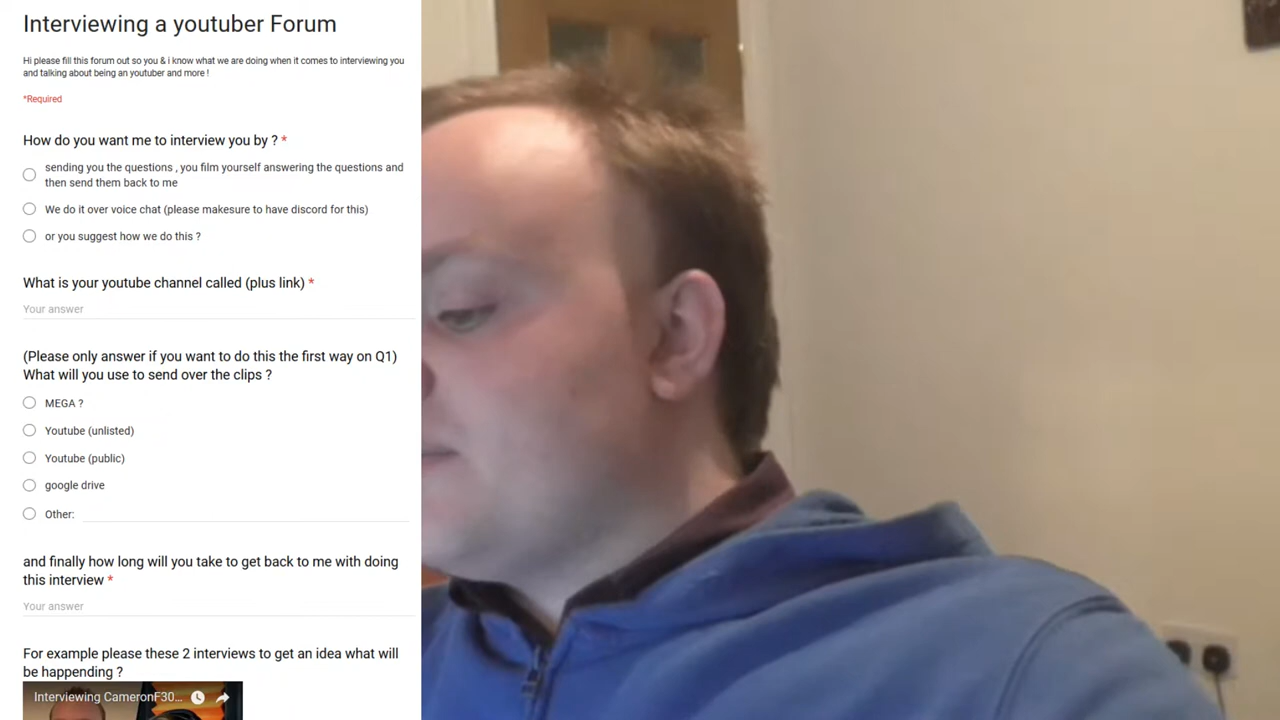 Interviewing a youtuber Forum
Hi please fill this forum out so you & i know what we are doing when it comes to interviewing you
and talking about being an youtuber and more !
*Required
How do you want me to interview you by ? *
sending you the questions , you film yourself answering the questions and
then send them back to me
We do it over voice chat (please makesure to have discord for this)
or you suggest how we do this ?
What is your youtube channel called (plus link) *
Your answer
(Please only answer if you want to do this the first way on Q1)
What will you use to send over the clips ?
MEGA ?
Youtube (unlisted)
Youtube (public)
google drive
Other:
and finally how long will you take to get back to me with doing
this interview *
Your answer
For example please these 2 interviews to get an idea what will
be happending ?
Interviewing CameronF30...